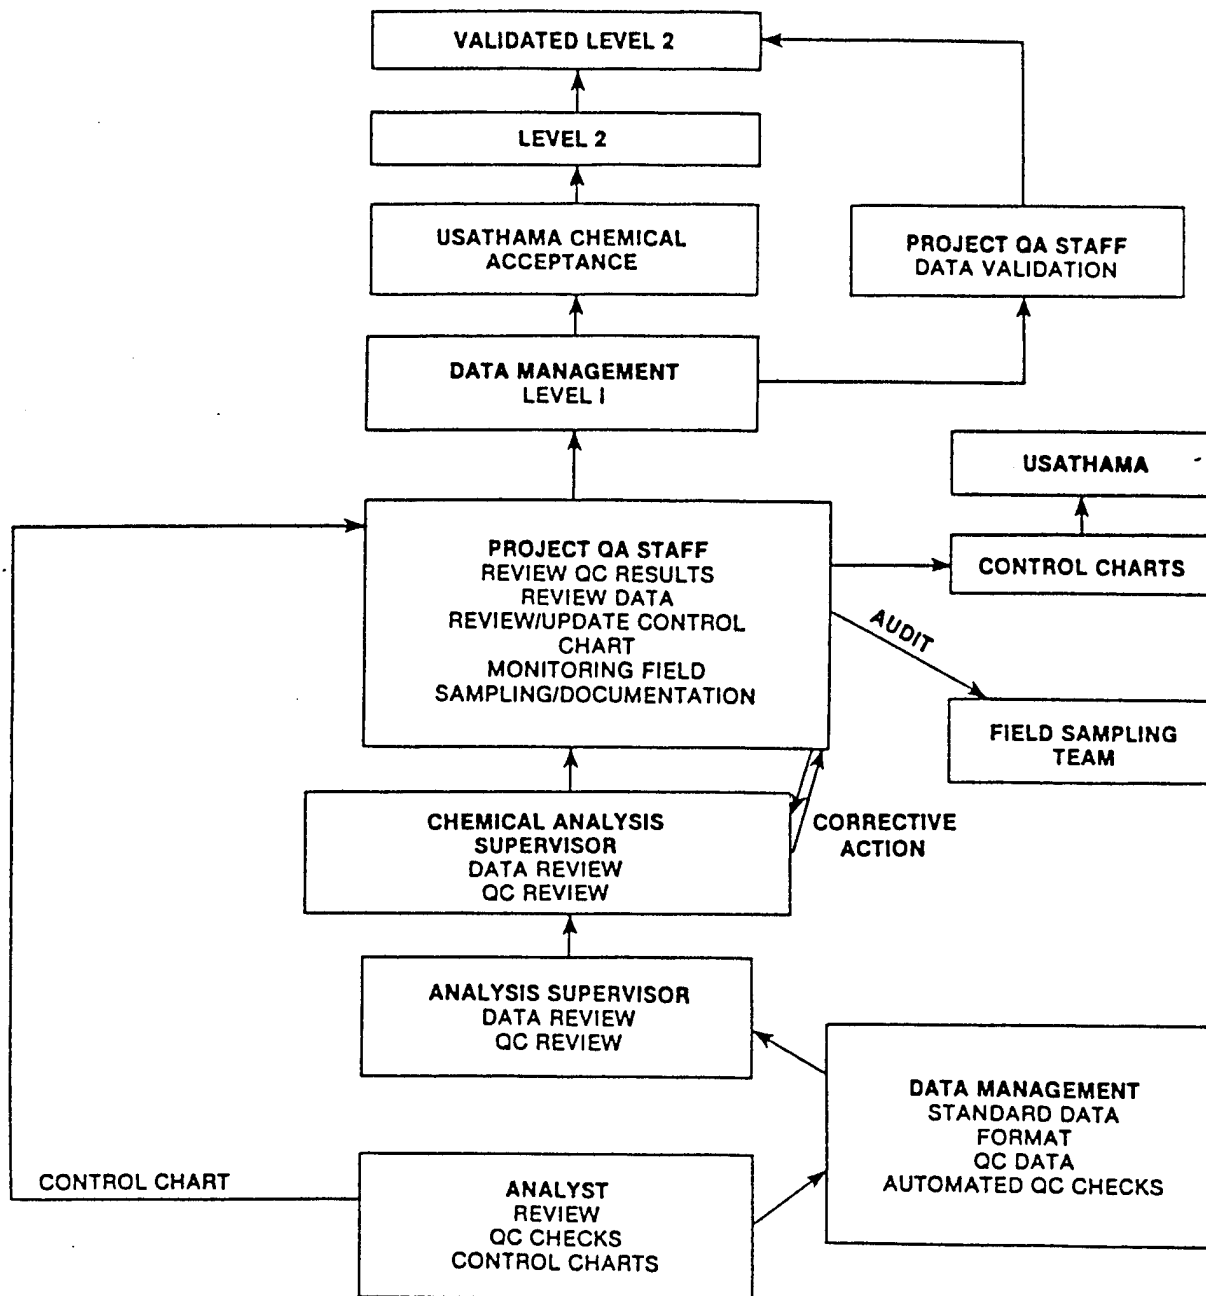 VALIDATED LEVEL 2
LEVEL 2
USATHAMA CHEMICAL
ACCEPTANCE
PROJECT QA STAFF
DATA VALIDATION
DATA MANAGEMENT
LEVEL I
USATHAMA
CONTROL CHARTS
PROJECT QA STAFF
REVIEW QC RESULTS
REVIEW DATA
REVIEW/UPDATE CONTROL
CHART
MONITORING FIELD
SAMPLING/DOCUMENTATION
AUDIT
FIELD SAMPLING
TEAM
CHEMICAL ANALYSIS
SUPERVISOR
DATA REVIEW
QC REVIEW
CORRECTIVE
ACTION
ANALYSIS SUPERVISOR
DATA REVIEW
QC REVIEW
DATA MANAGEMENT
STANDARD DATA
FORMAT
QC DATA
AUTOMATED QC CHECKS
CONTROL CHART
ANALYST
REVIEW
QC CHECKS
CONTROL CHARTS